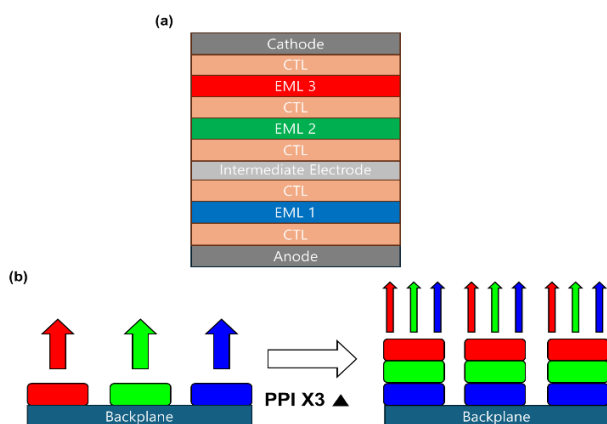 (a)
Cathode
CTL
EML 3
CTL
EML 2
CTL
Intermediate Electrode
CTL
EML 1
CTL
Anode
(b)
PPI X3 ▲
Backplane
Backplane